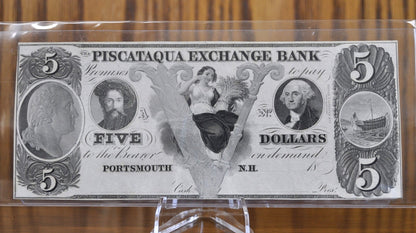 THE PISCATAQUA EXCHANGE BANK
5 Promises to pay 5
A No.
FIVE DOLLARS
to the bearer on demand
PORTSMOUTH N.H. 18
5 Cash. Pres. 5